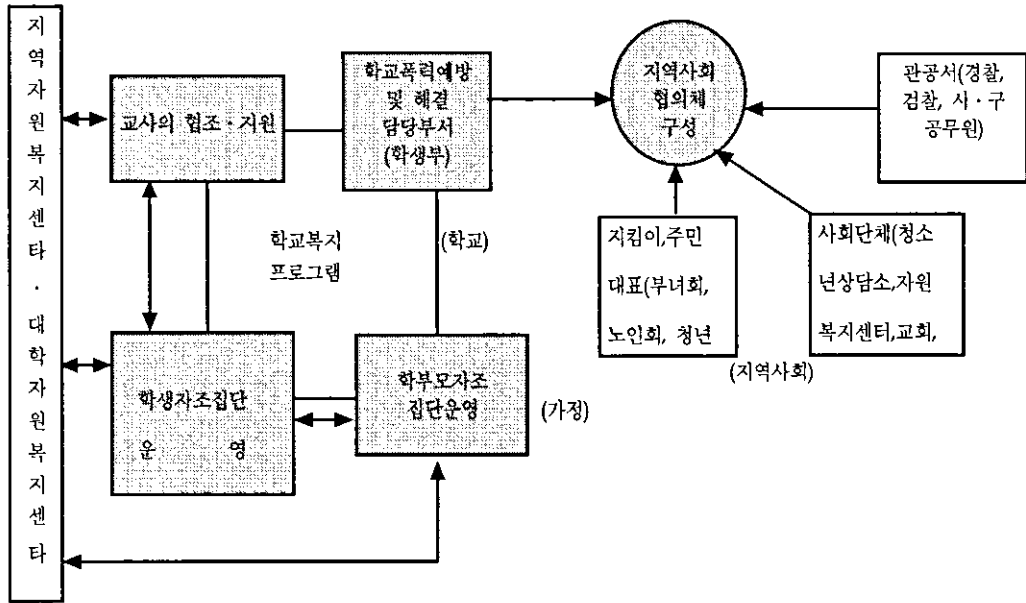 지역자원복지센타 · 대학자원복지센타
교사의 협조 · 지원
학교폭력예방
및 해결
담당부서
(학생부)
지역사회
협의체
구성
관공서(경찰,
검찰, 사 · 구
공무원)
학교복지
프로그램
(학교)
지킴이,주민
대표(부녀회,
노인회, 청년
사회단체(청소
년상담소,자원
복지센터,교회,
(지역사회)
학생자조집단
운 영
학부모자조
집단운영
(가정)